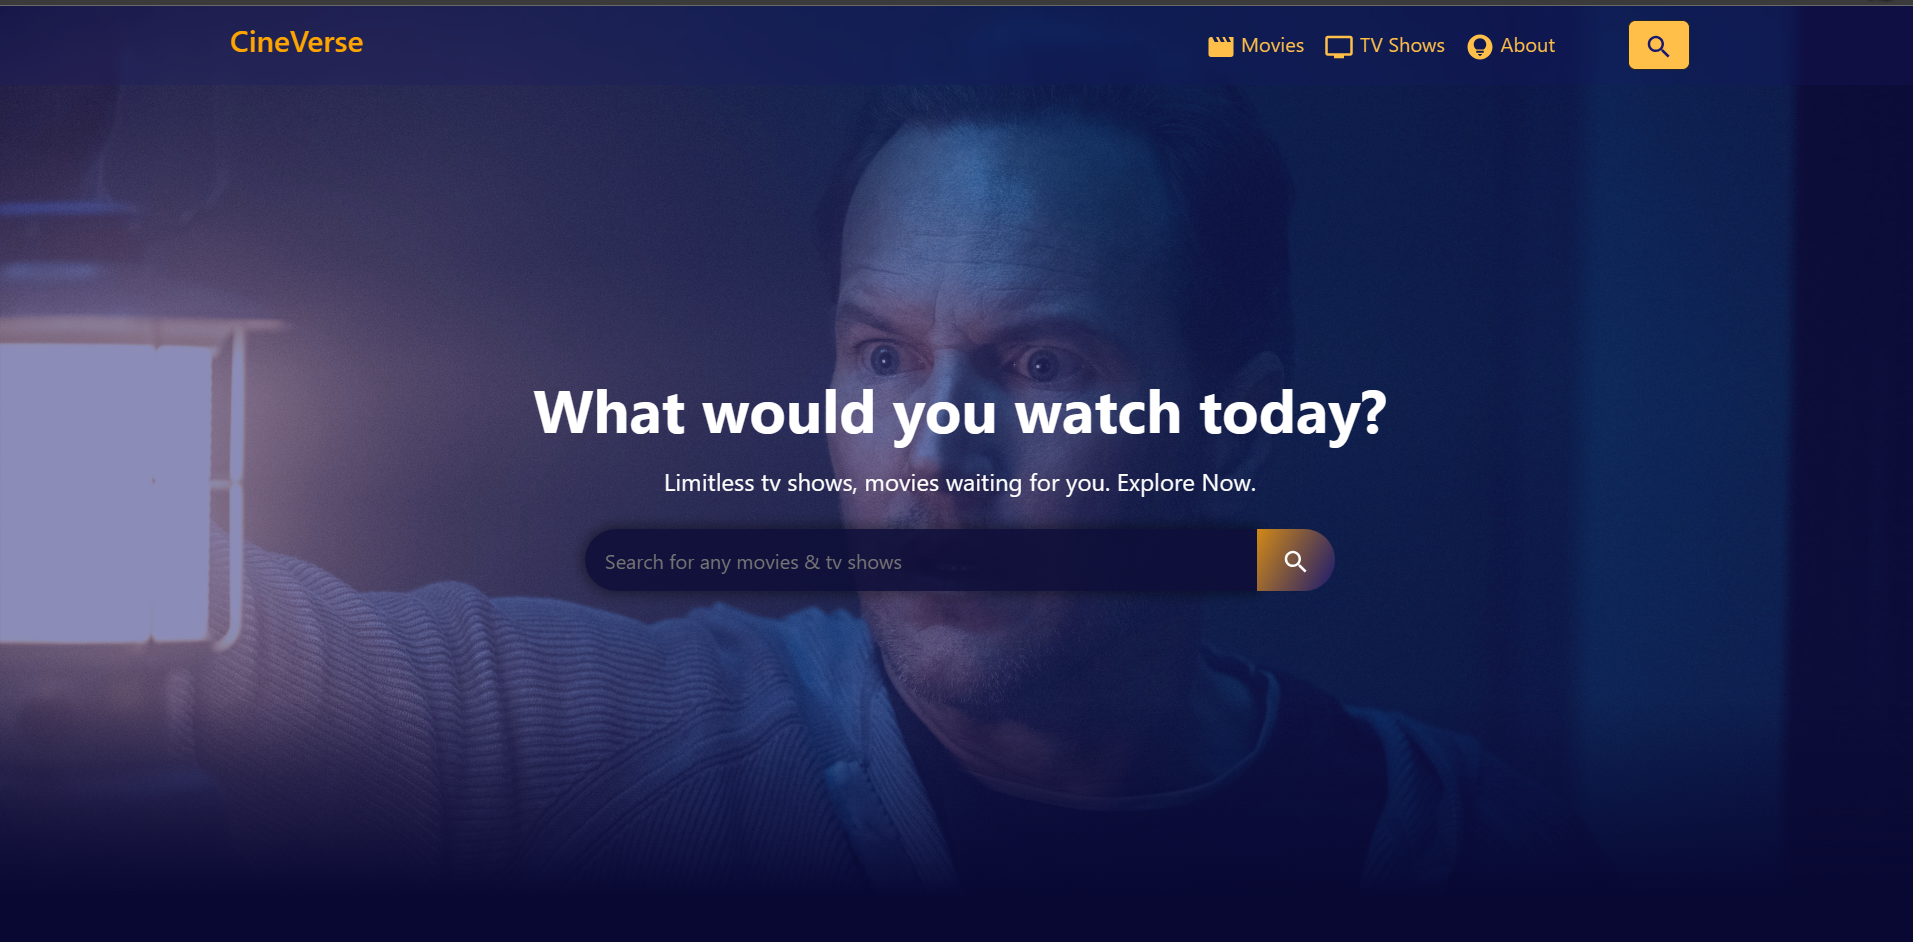 CineVerse
Movies
TV Shows
About
What would you watch today?
Limitless tv shows, movies waiting for you. Explore Now.
Search for any movies & tv shows